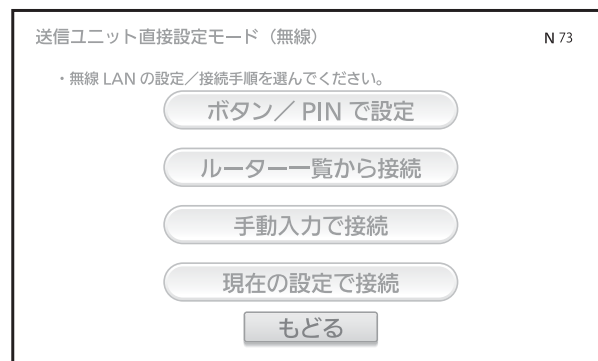 送信ユニット直接設定モード（無線）
N 73
・無線 LAN の設定／接続手順を選んでください。
ボタン／ PIN で設定
ルーター一覧から接続
手動入力で接続
現在の設定で接続
もどる